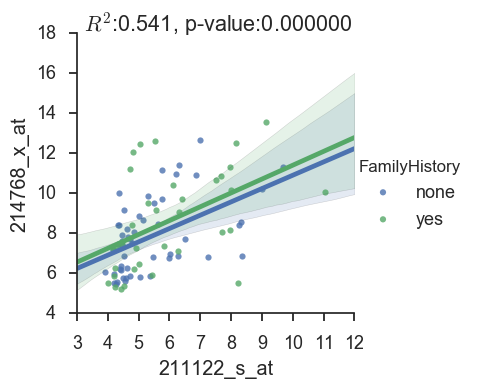 R²:0.541, p-value:0.000000
18
16
14
12
10
8
6
4
214768_x_at
3 4 5 6 7 8 9 10 11 12
211122_s_at
FamilyHistory
none
yes